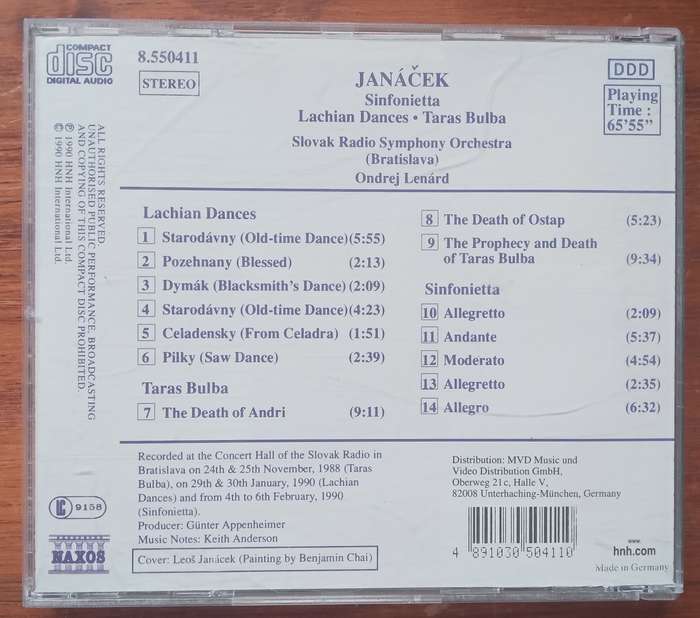 COMPACT
disc
DIGITAL AUDIO
8.550411
STEREO
JANÁČEK
Sinfonietta
Lachian Dances • Taras Bulba
Slovak Radio Symphony Orchestra
(Bratislava)
Ondrej Lenárd
DDD
Playing
Time :
65'55"
ALL RIGHTS RESERVED.
UNAUTHORISED PUBLIC PERFORMANCE, BROADCASTING
AND COPYING OF THIS COMPACT DISC PROHIBITED.
℗ 1990 HNH International Ltd.
© 1990 HNH International Ltd.
Lachian Dances
1 Starodávny (Old-time Dance)(5:55)
2 Pozehnany (Blessed) (2:13)
3 Dymák (Blacksmith's Dance) (2:09)
4 Starodávny (Old-time Dance)(4:23)
5 Celadensky (From Celadra) (1:51)
6 Pilky (Saw Dance) (2:39)
Taras Bulba
7 The Death of Andri (9:11)
8 The Death of Ostap (5:23)
9 The Prophecy and Death
of Taras Bulba (9:34)
Sinfonietta
10 Allegretto (2:09)
11 Andante (5:37)
12 Moderato (4:54)
13 Allegretto (2:35)
14 Allegro (6:32)
Recorded at the Concert Hall of the Slovak Radio in
Bratislava on 24th & 25th November, 1988 (Taras
Bulba), on 29th & 30th January, 1990 (Lachian
Dances) and from 4th to 6th February, 1990
(Sinfonietta).
Producer: Günter Appenheimer
Music Notes: Keith Anderson
Cover: Leoš Janácek (Painting by Benjamin Chai)
LC 9158
NAXOS
Distribution: MVD Music und
Video Distribution GmbH,
Oberweg 21c, Halle V,
82008 Unterhaching-München, Germany
4 891030 504110
www.
hnh.com
Made in Germany